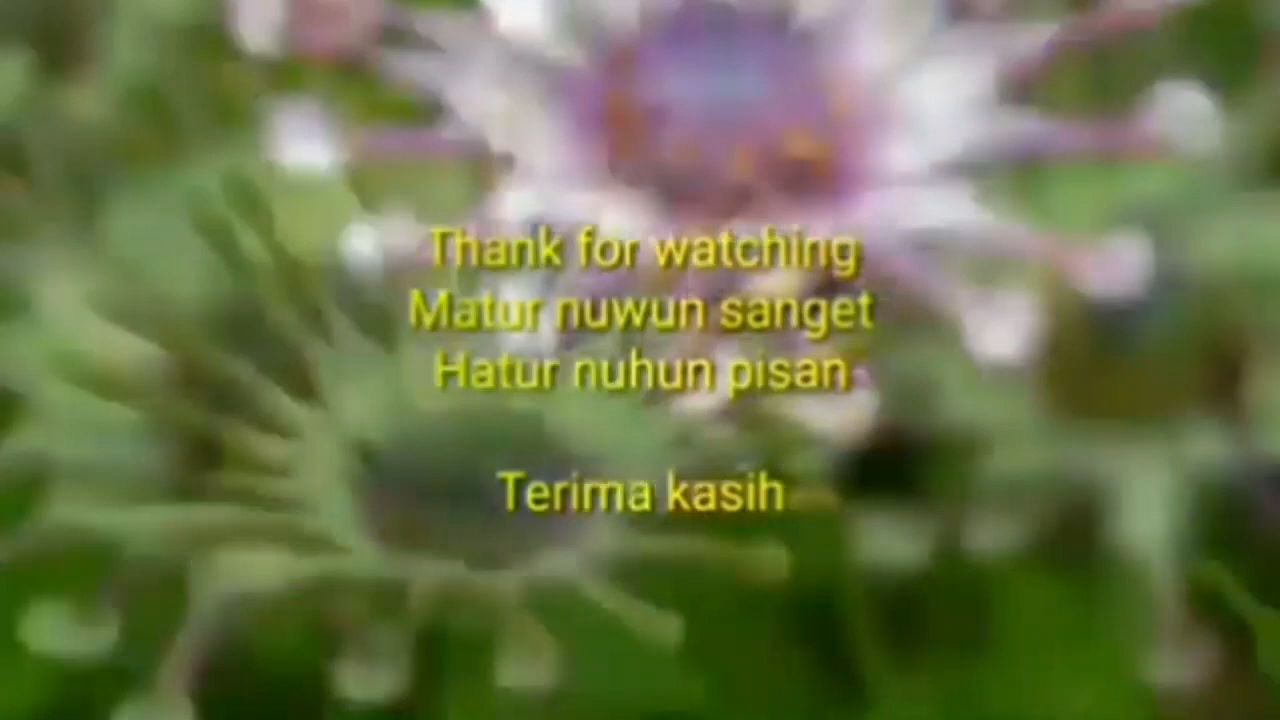 Thank for watching
Matur nuwun sanget
Hatur nuhun pisan
Terima kasih